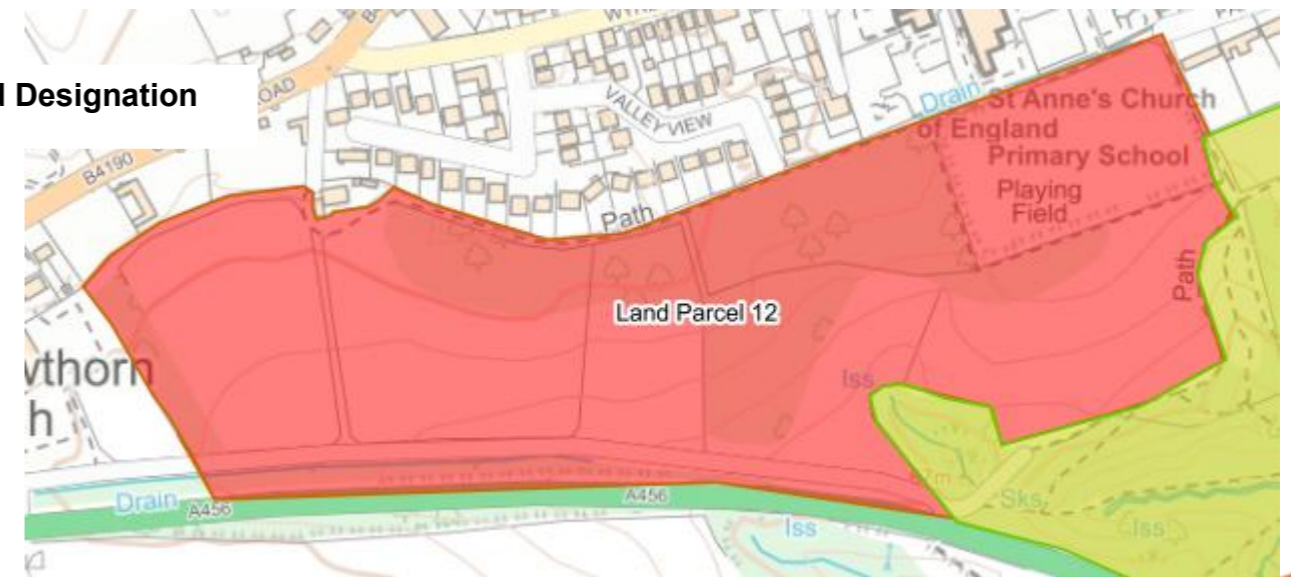 Designation
ROAD
B4190
VALLEY VIEW
Path
Drain
St Anne's Church
of England
Primary School
Playing
Field
Path
Land Parcel 12
wthorn
h
Iss
Drain
A456
A456
Iss
Sks
Iss